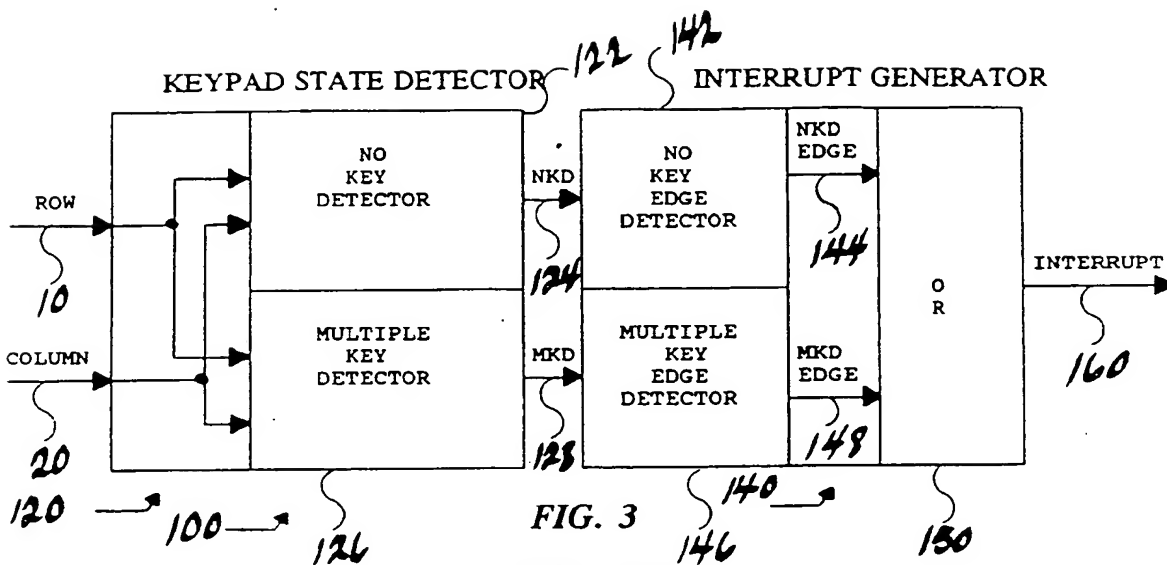 122
142
KEYPAD STATE DETECTOR
INTERRUPT GENERATOR
NO
KEY
DETECTOR
NKD
124
NO
KEY
EDGE
DETECTOR
NKD
EDGE
144
ROW
10
INTERRUPT
160
O
R
COLUMN
20
MULTIPLE
KEY
DETECTOR
MKD
128
MULTIPLE
KEY
EDGE
DETECTOR
MKD
EDGE
148
120
100
126
FIG. 3
140
146
150